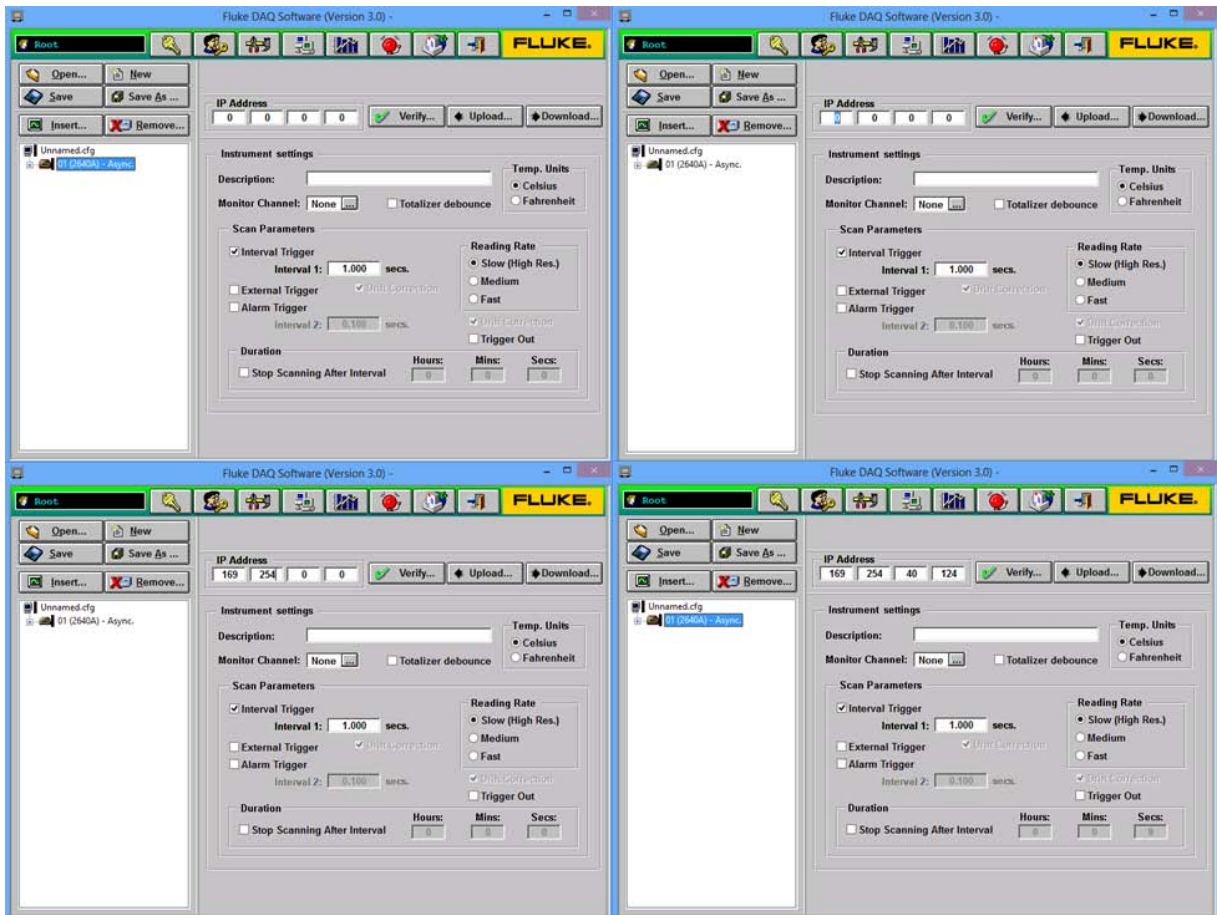 Fluke DAQ Software (Version 3.0) -
Root
FLUKE.
Open... New
Save Save As ...
Insert... Remove...
Unnamed.cfg
01 (2640A) - Async.
IP Address
0 0 0 0 Verify... Upload... Download...
Instrument settings
Description:
Temp. Units
Celsius
Fahrenheit
Monitor Channel: None ... Totalizer debounce
Scan Parameters
Interval Trigger
Interval 1: 1.000 secs.
External Trigger Drift Correction
Alarm Trigger
Interval 2: 0.100 secs.
Reading Rate
Slow (High Res.)
Medium
Fast
Drift Correction
Trigger Out
Duration
Hours: Mins: Secs:
Stop Scanning After Interval 0 0 0
Fluke DAQ Software (Version 3.0) -
Root
FLUKE.
Open... New
Save Save As ...
Insert... Remove...
Unnamed.cfg
01 (2640A) - Async.
IP Address
0 0 0 0 Verify... Upload... Download...
Instrument settings
Description:
Temp. Units
Celsius
Fahrenheit
Monitor Channel: None ... Totalizer debounce
Scan Parameters
Interval Trigger
Interval 1: 1.000 secs.
External Trigger Drift Correction
Alarm Trigger
Interval 2: 0.100 secs.
Reading Rate
Slow (High Res.)
Medium
Fast
Drift Correction
Trigger Out
Duration
Hours: Mins: Secs:
Stop Scanning After Interval 0 0 0
Fluke DAQ Software (Version 3.0) -
Root
FLUKE.
Open... New
Save Save As ...
Insert... Remove...
Unnamed.cfg
01 (2640A) - Async.
IP Address
169 254 0 0 Verify... Upload... Download...
Instrument settings
Description:
Temp. Units
Celsius
Fahrenheit
Monitor Channel: None ... Totalizer debounce
Scan Parameters
Interval Trigger
Interval 1: 1.000 secs.
External Trigger Drift Correction
Alarm Trigger
Interval 2: 0.100 secs.
Reading Rate
Slow (High Res.)
Medium
Fast
Drift Correction
Trigger Out
Duration
Hours: Mins: Secs:
Stop Scanning After Interval 0 0 0
Fluke DAQ Software (Version 3.0) -
Root
FLUKE.
Open... New
Save Save As ...
Insert... Remove...
Unnamed.cfg
01 (2640A) - Async.
IP Address
169 254 40 124 Verify... Upload... Download...
Instrument settings
Description:
Temp. Units
Celsius
Fahrenheit
Monitor Channel: None ... Totalizer debounce
Scan Parameters
Interval Trigger
Interval 1: 1.000 secs.
External Trigger Drift Correction
Alarm Trigger
Interval 2: 0.100 secs.
Reading Rate
Slow (High Res.)
Medium
Fast
Drift Correction
Trigger Out
Duration
Hours: Mins: Secs:
Stop Scanning After Interval 0 0 0